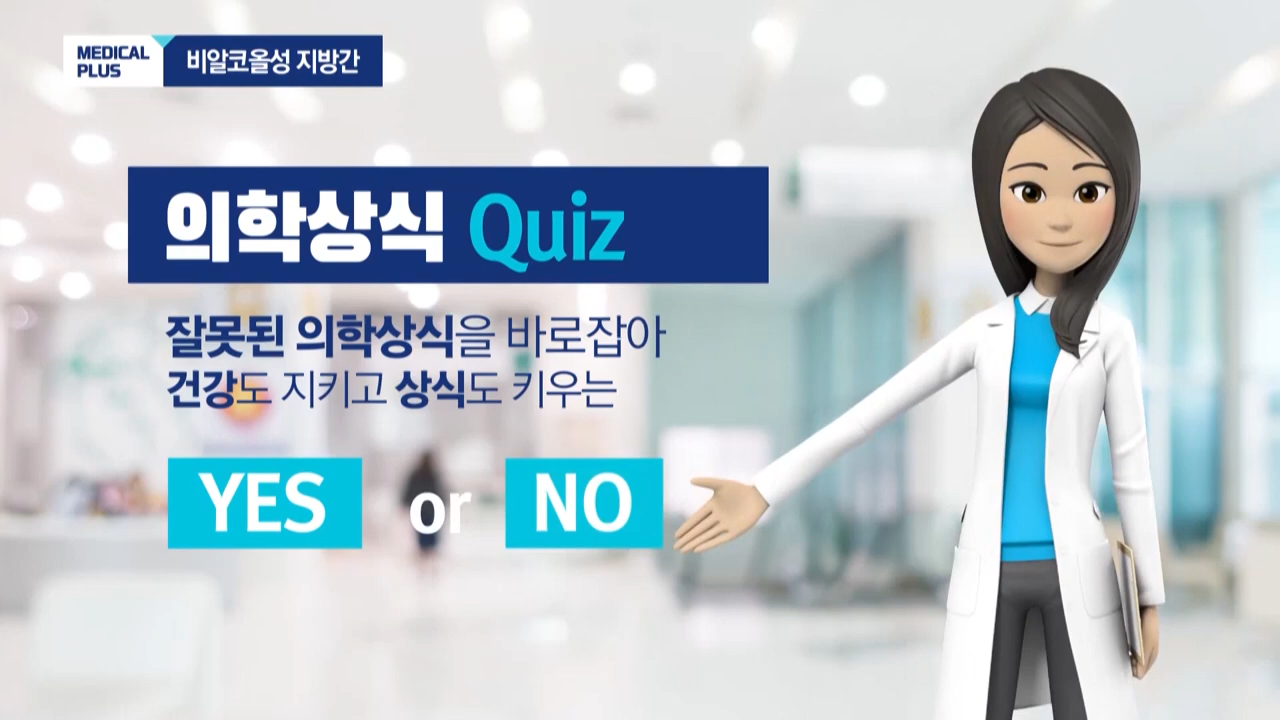 MEDICAL
PLUS
비알코올성 지방간
의학상식 Quiz
잘못된 의학상식을 바로잡아
건강도 지키고 상식도 키우는
YES or NO